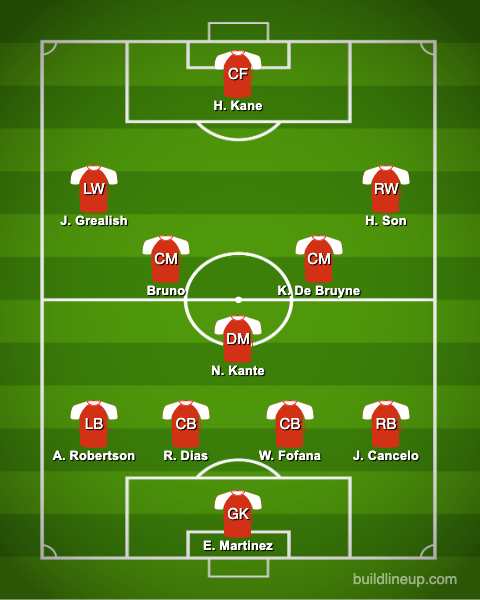 CF
H. Kane
LW
RW
J. Grealish
H. Son
CM
CM
Bruno
K. De Bruyne
DM
N. Kante
LB
CB
CB
RB
A. Robertson
R. Dias
W. Fofana
J. Cancelo
GK
E. Martinez
buildlineup.com